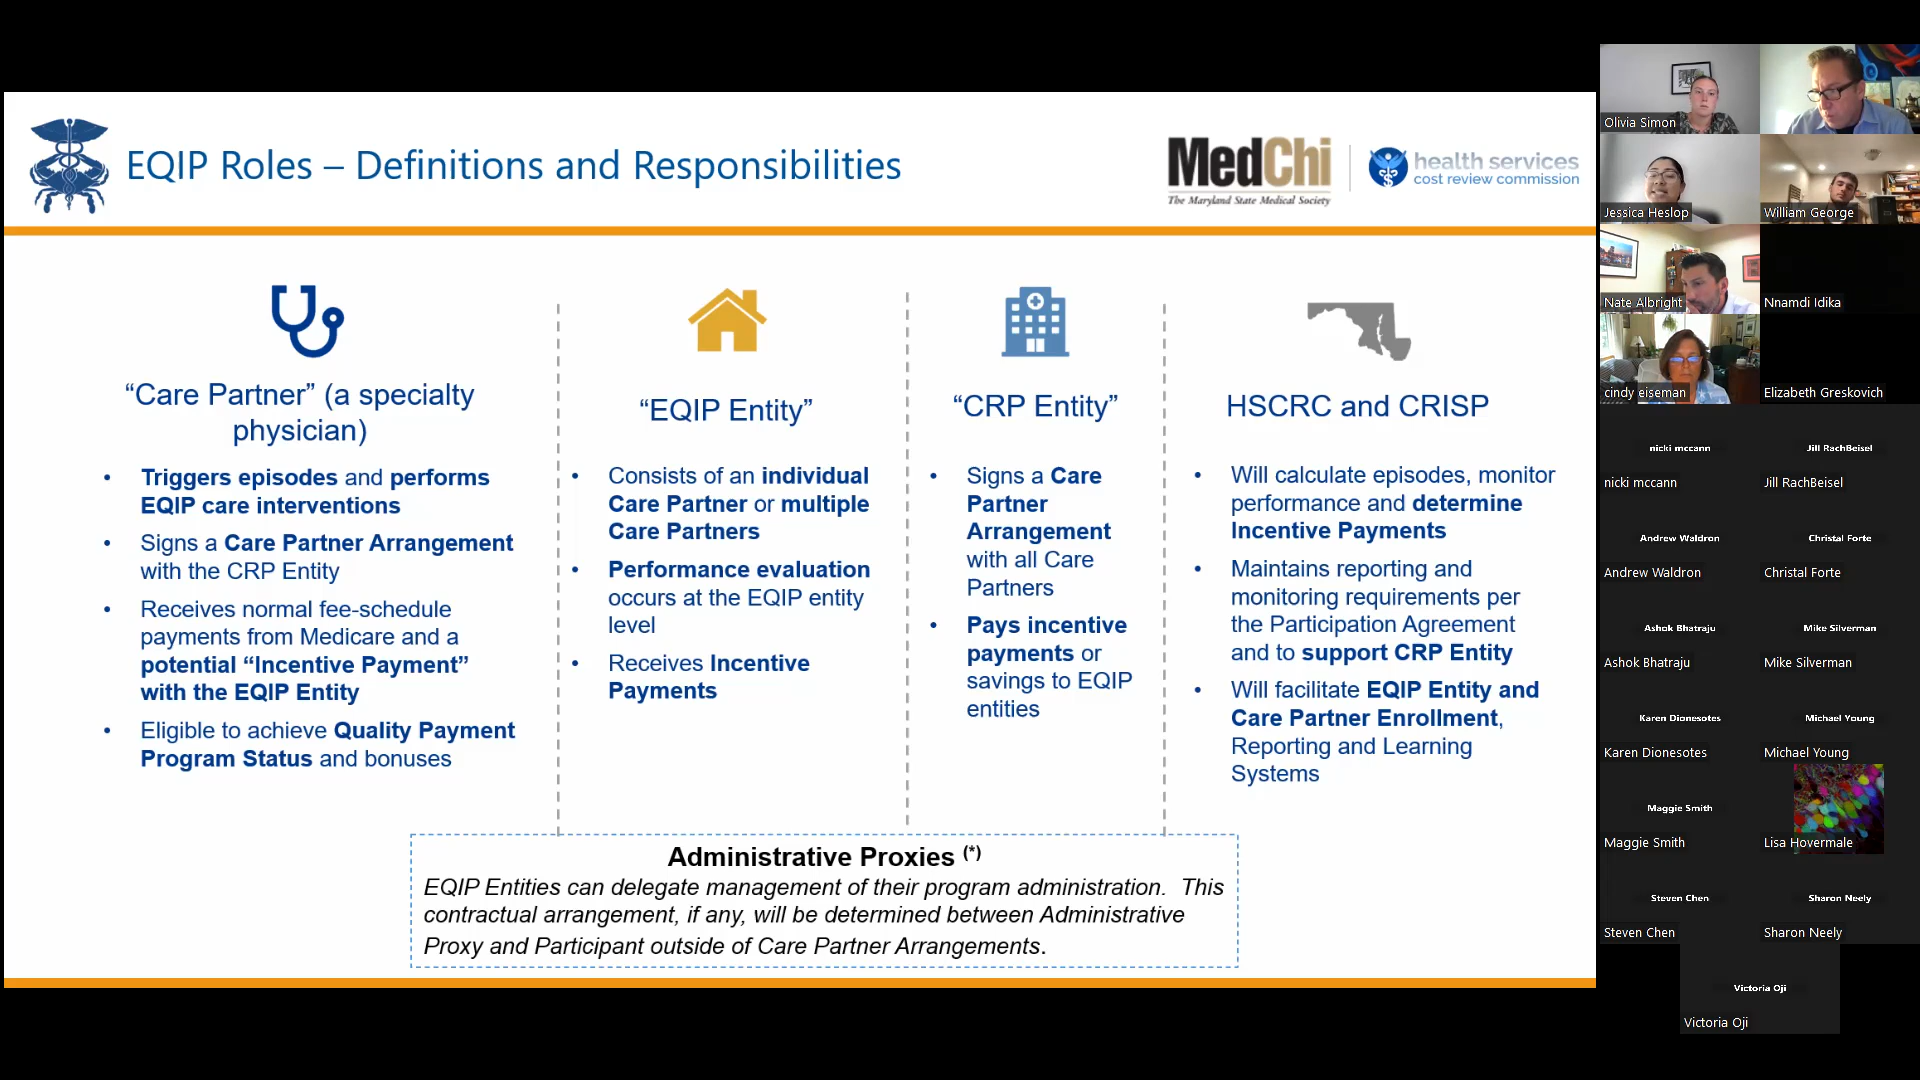 EQIP Roles – Definitions and Responsibilities
MedChi
The Maryland State Medical Society
health services
cost review commission
“Care Partner” (a specialty
physician)
• Triggers episodes and performs
EQIP care interventions
• Signs a Care Partner Arrangement
with the CRP Entity
• Receives normal fee-schedule
payments from Medicare and a
potential “Incentive Payment”
with the EQIP Entity
• Eligible to achieve Quality Payment
Program Status and bonuses
“EQIP Entity”
• Consists of an individual
Care Partner or multiple
Care Partners
• Performance evaluation
occurs at the EQIP entity
level
• Receives Incentive
Payments
“CRP Entity”
• Signs a Care
Partner
Arrangement
with all Care
Partners
• Pays incentive
payments or
savings to EQIP
entities
HSCRC and CRISP
• Will calculate episodes, monitor
performance and determine
Incentive Payments
• Maintains reporting and
monitoring requirements per
the Participation Agreement
and to support CRP Entity
• Will facilitate EQIP Entity and
Care Partner Enrollment,
Reporting and Learning
Systems
Administrative Proxies (*)
EQIP Entities can delegate management of their program administration. This
contractual arrangement, if any, will be determined between Administrative
Proxy and Participant outside of Care Partner Arrangements.
Olivia Simon
Jessica Heslop
William George
Nate Albright
Nnamdi Idika
cindy eiseman
Elizabeth Greskovich
nicki mccann
nicki mccann
Jill RachBeisel
Jill RachBeisel
Andrew Waldron
Andrew Waldron
Christal Forte
Christal Forte
Ashok Bhatraju
Ashok Bhatraju
Mike Silverman
Mike Silverman
Karen Dionesotes
Karen Dionesotes
Michael Young
Michael Young
Maggie Smith
Maggie Smith
Lisa Hovermale
Steven Chen
Steven Chen
Sharon Neely
Sharon Neely
Victoria Oji
Victoria Oji